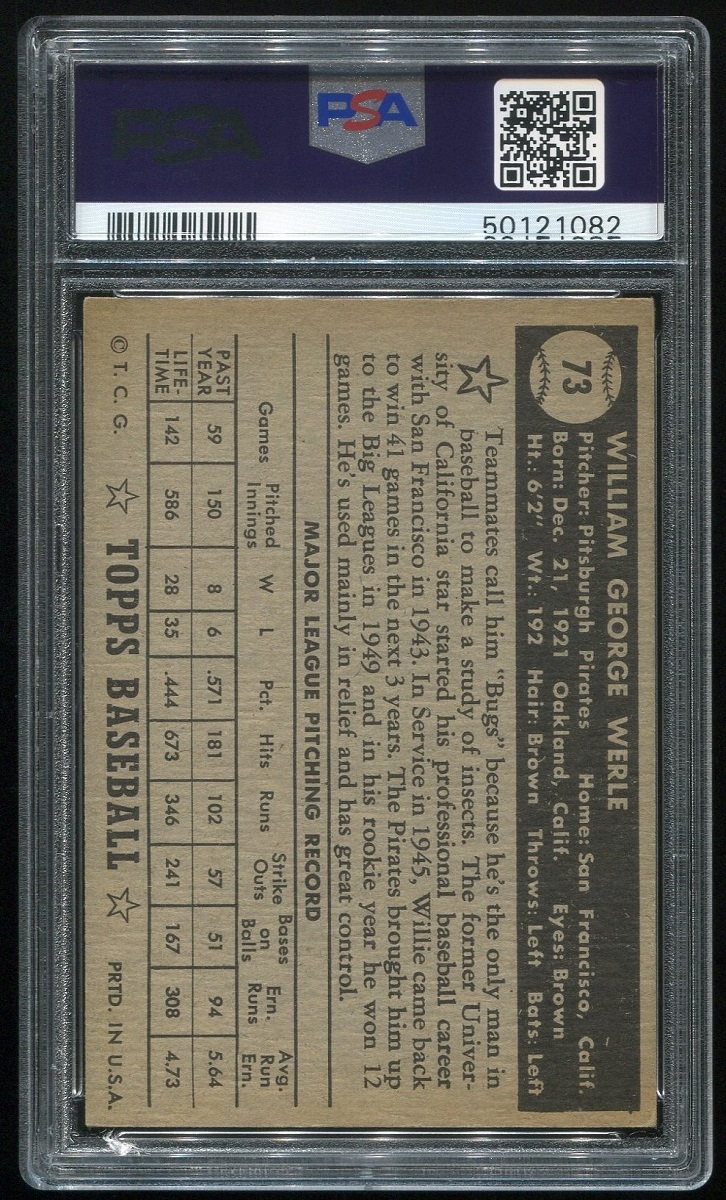 PSA
PSA
50121082
73
WILLIAM GEORGE WERLE
Pitcher: Pittsburgh Pirates Home: San Francisco, Calif.
Born: Dec. 21, 1921 Oakland, Calif. Eyes: Brown
Ht.: 6'2" Wt.: 192 Hair: Brown Throws: Left Bats: Left
Teammates call him "Bugs" because he's the only man in
baseball to make a study of insects. The former Univer-
sity of California star started his professional baseball career
with San Francisco in 1943. In Service in 1945, Willie came back
to win 41 games in the next 3 years. The Pirates brought him up
to the Big Leagues in 1949 and in his rookie year he won 12
games. He's used mainly in relief and has great control.
MAJOR LEAGUE PITCHING RECORD
Games Pitched Innings W L Pct. Hits Runs Strike Outs Bases on Balls Ern. Runs Avg. Run Ern.
PAST YEAR 59 150 8 6 .571 181 102 57 51 94 5.64
LIFE-TIME 142 586 28 35 .444 673 346 241 167 308 4.73
© T. C. G. TOPPS BASEBALL PRTD. IN U.S.A.